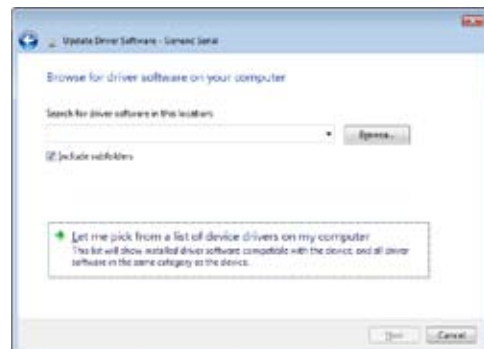 Update Driver Software - Generic Serial
Browse for driver software on your computer
Search for driver software in this location:
Browse...
Include subfolders
Let me pick from a list of device drivers on my computer
This list will show installed driver software compatible with the device, and all driver
software in the same category as the device.
Next
Cancel